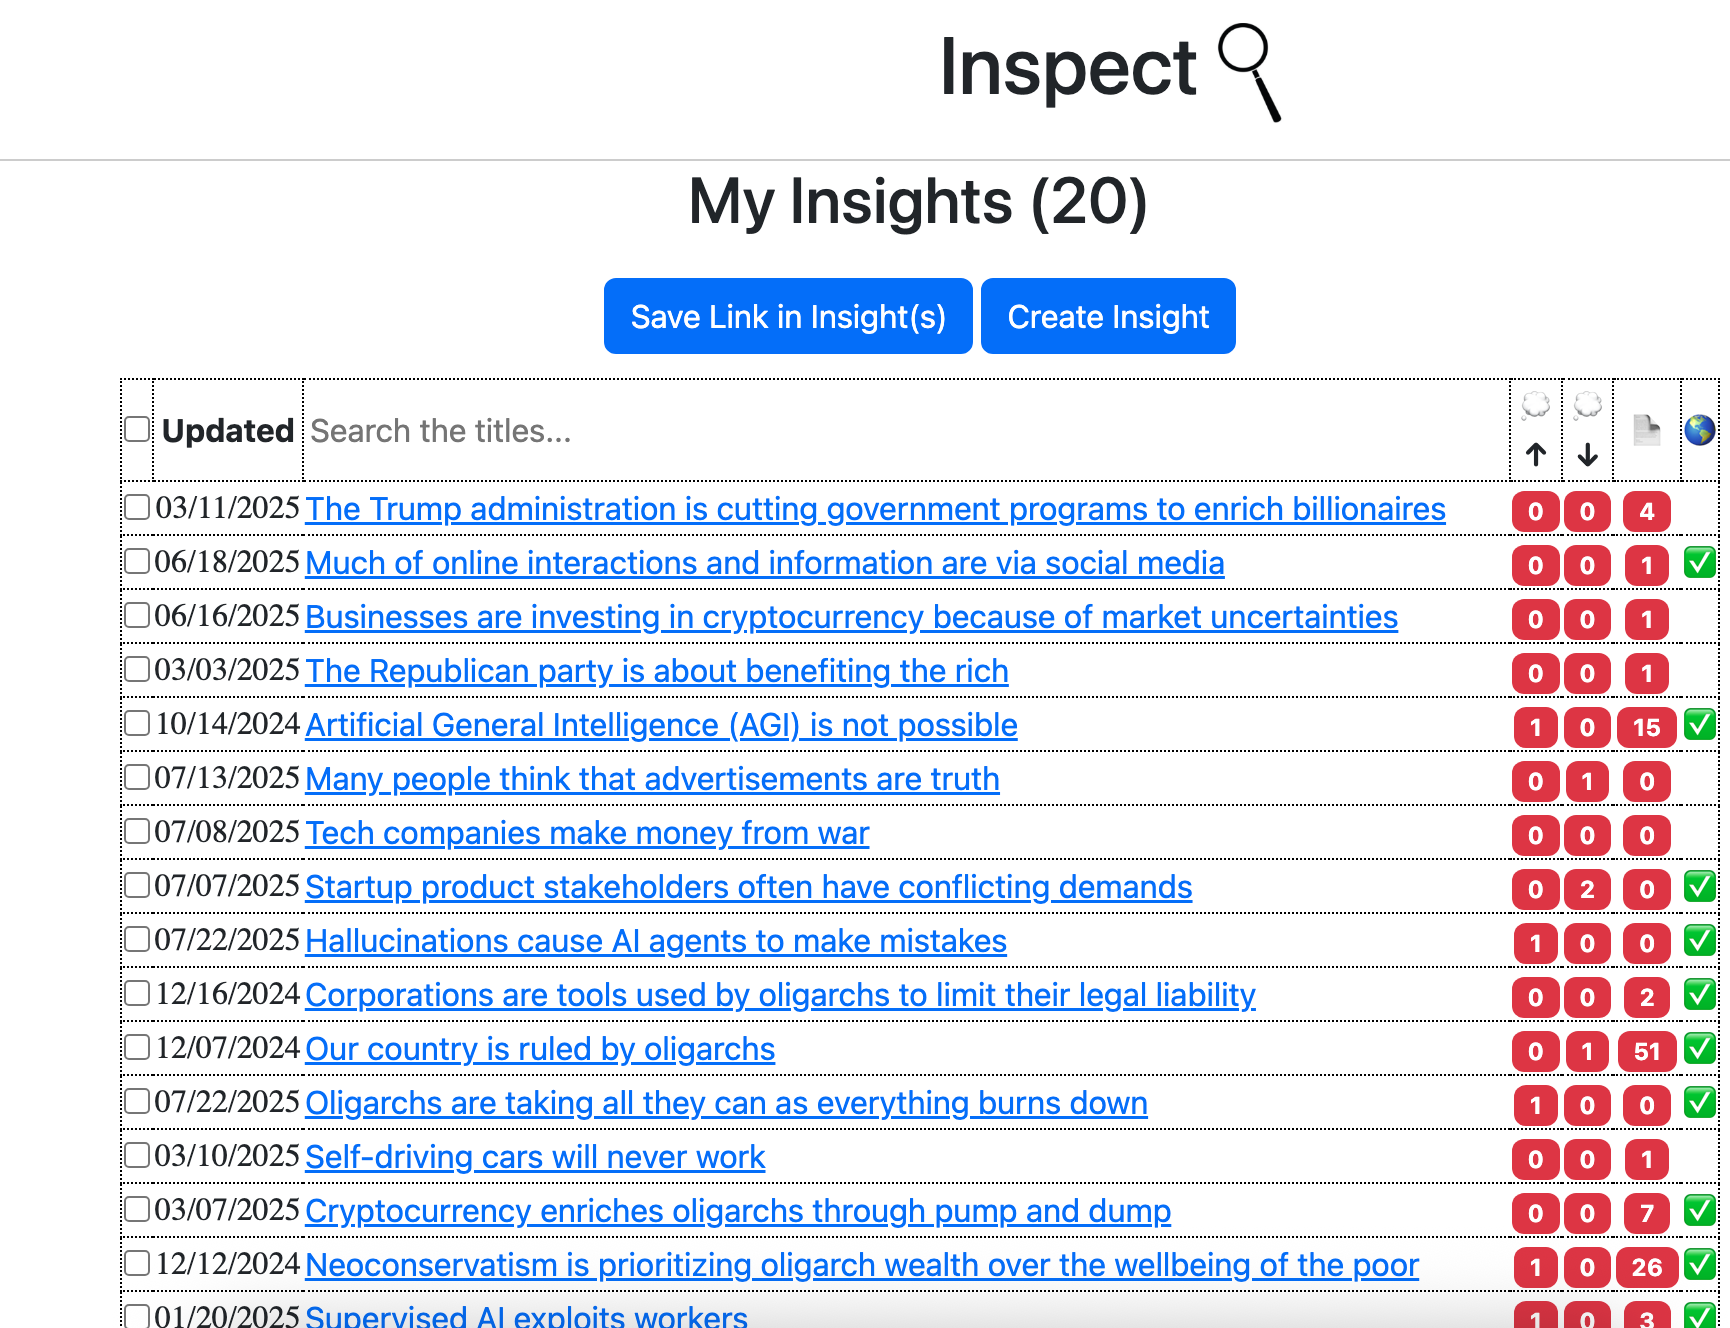 Inspect
My Insights (20)
Save Link in Insight(s) Create Insight
Updated Search the titles... ↑ ↓
03/11/2025 The Trump administration is cutting government programs to enrich billionaires 0 0 4
06/18/2025 Much of online interactions and information are via social media 0 0 1 ✅
06/16/2025 Businesses are investing in cryptocurrency because of market uncertainties 0 0 1
03/03/2025 The Republican party is about benefiting the rich 0 0 1
10/14/2024 Artificial General Intelligence (AGI) is not possible 1 0 15 ✅
07/13/2025 Many people think that advertisements are truth 0 1 0
07/08/2025 Tech companies make money from war 0 0 0
07/07/2025 Startup product stakeholders often have conflicting demands 0 2 0 ✅
07/22/2025 Hallucinations cause AI agents to make mistakes 1 0 0 ✅
12/16/2024 Corporations are tools used by oligarchs to limit their legal liability 0 0 2 ✅
12/07/2024 Our country is ruled by oligarchs 0 1 51 ✅
07/22/2025 Oligarchs are taking all they can as everything burns down 1 0 0 ✅
03/10/2025 Self-driving cars will never work 0 0 1
03/07/2025 Cryptocurrency enriches oligarchs through pump and dump 0 0 7 ✅
12/12/2024 Neoconservatism is prioritizing oligarch wealth over the wellbeing of the poor 1 0 26 ✅
01/20/2025 Supervised AI exploits workers 1 0 3 ✅